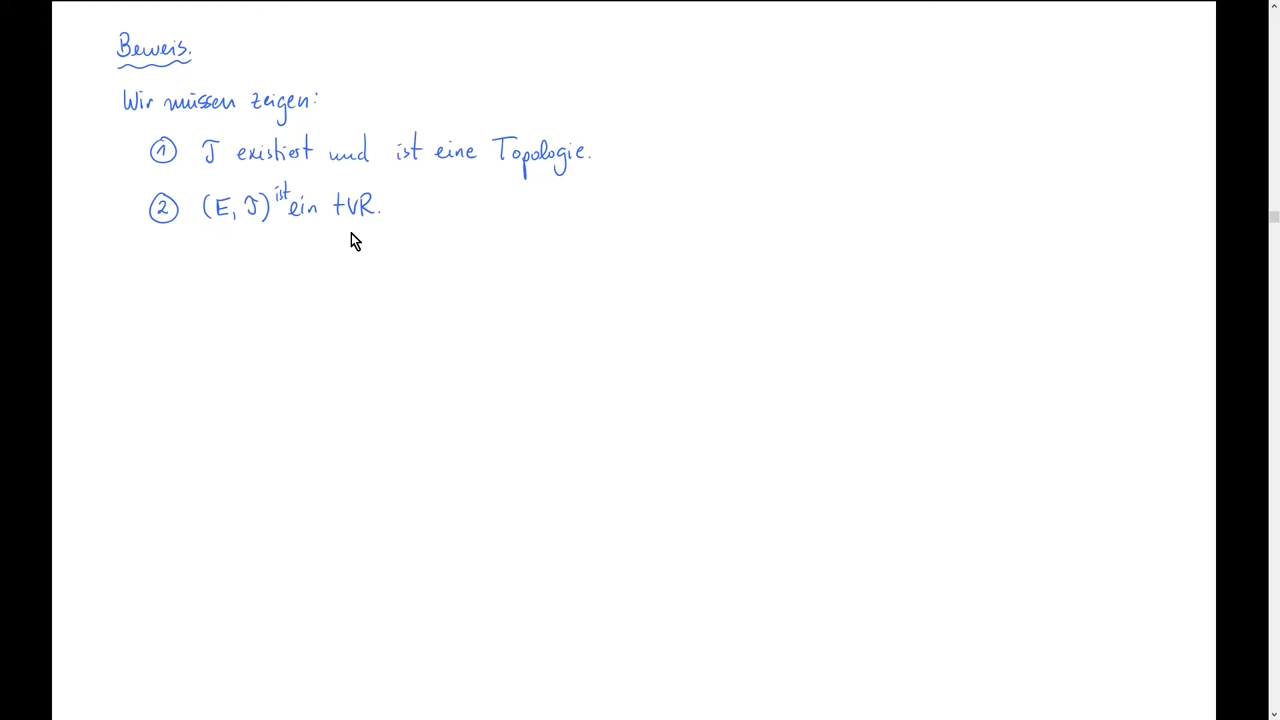 Beweis.
Wir müssen zeigen:
① 𝒯 existiert und ist eine Topologie.
② (E, 𝒯) ist ein tVR.